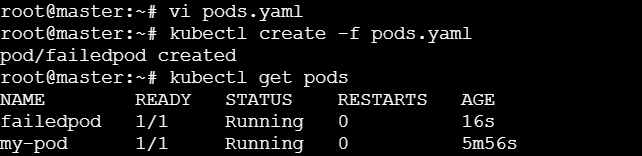 root@master:~# vi pods.yaml
root@master:~# kubectl create -f pods.yaml
pod/failedpod created
root@master:~# kubectl get pods
NAME        READY   STATUS    RESTARTS   AGE
failedpod   1/1     Running   0          16s
my-pod      1/1     Running   0          5m56s